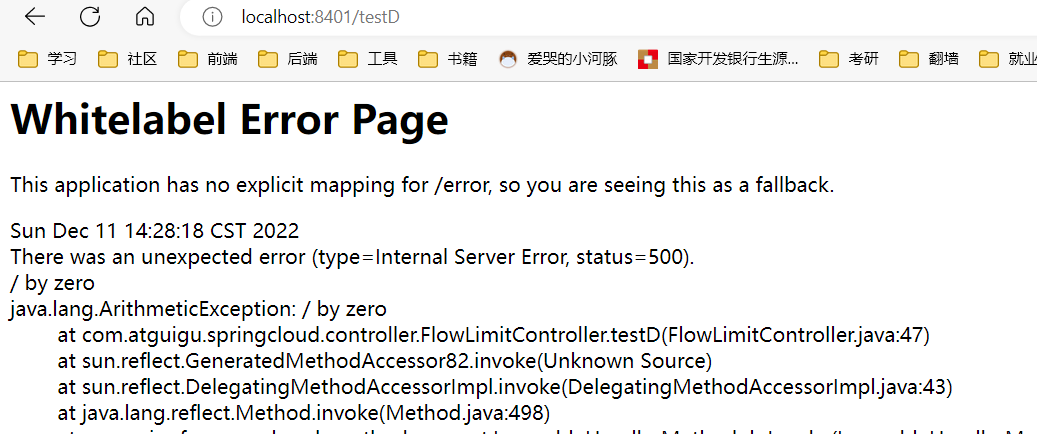 localhost:8401/testD
学习 社区 前端 后端 工具 书籍 爱哭的小河豚 国家开发银行生源... 考研 翻墙 就业
Whitelabel Error Page
This application has no explicit mapping for /error, so you are seeing this as a fallback.
Sun Dec 11 14:28:18 CST 2022
There was an unexpected error (type=Internal Server Error, status=500).
/ by zero
java.lang.ArithmeticException: / by zero
at com.atguigu.springcloud.controller.FlowLimitController.testD(FlowLimitController.java:47)
at sun.reflect.GeneratedMethodAccessor82.invoke(Unknown Source)
at sun.reflect.DelegatingMethodAccessorImpl.invoke(DelegatingMethodAccessorImpl.java:43)
at java.lang.reflect.Method.invoke(Method.java:498)